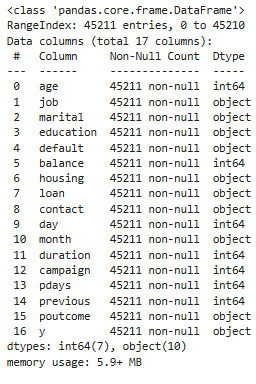 <class 'pandas.core.frame.DataFrame'>
RangeIndex: 45211 entries, 0 to 45210
Data columns (total 17 columns):
 #   Column     Non-Null Count  Dtype
---  ------     --------------  -----
 0   age        45211 non-null  int64
 1   job        45211 non-null  object
 2   marital    45211 non-null  object
 3   education  45211 non-null  object
 4   default    45211 non-null  object
 5   balance    45211 non-null  int64
 6   housing    45211 non-null  object
 7   loan       45211 non-null  object
 8   contact    45211 non-null  object
 9   day        45211 non-null  int64
 10  month      45211 non-null  object
 11  duration   45211 non-null  int64
 12  campaign   45211 non-null  int64
 13  pdays      45211 non-null  int64
 14  previous   45211 non-null  int64
 15  poutcome   45211 non-null  object
 16  y          45211 non-null  object
dtypes: int64(7), object(10)
memory usage: 5.9+ MB